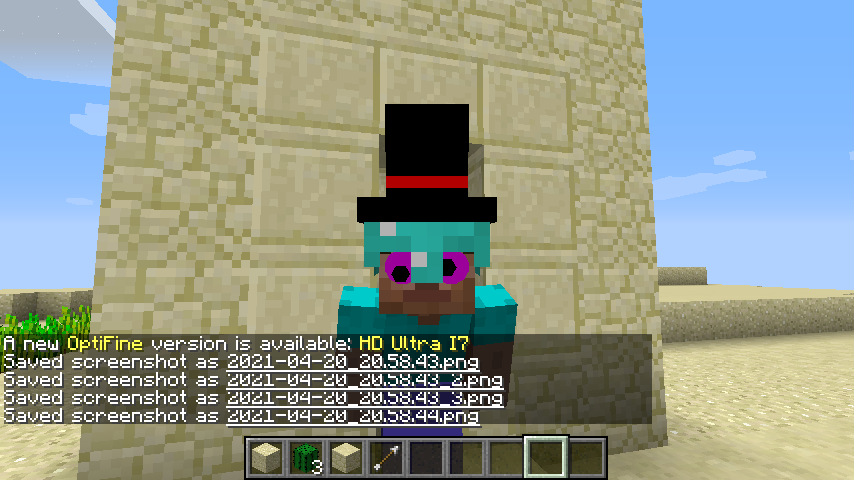 A new OptiFine version is available: HD Ultra I7
Saved screenshot as 2021-04-20_20.58.43.png
Saved screenshot as 2021-04-20_20.58.43_2.png
Saved screenshot as 2021-04-20_20.58.43_3.png
Saved screenshot as 2021-04-20_20.58.44.png
3